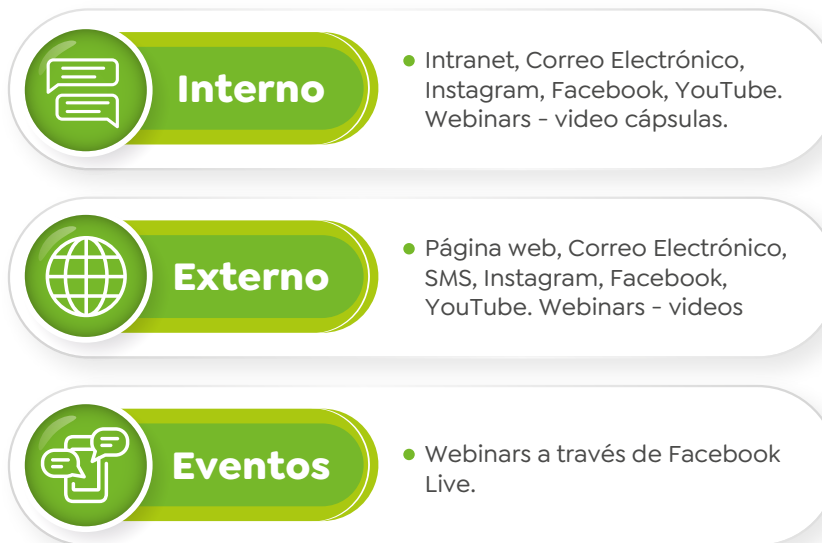 Interno
• Intranet, Correo Electrónico,
Instagram, Facebook, YouTube.
Webinars - video cápsulas.
Externo
• Página web, Correo Electrónico,
SMS, Instagram, Facebook,
YouTube. Webinars - videos
Eventos
• Webinars a través de Facebook
Live.